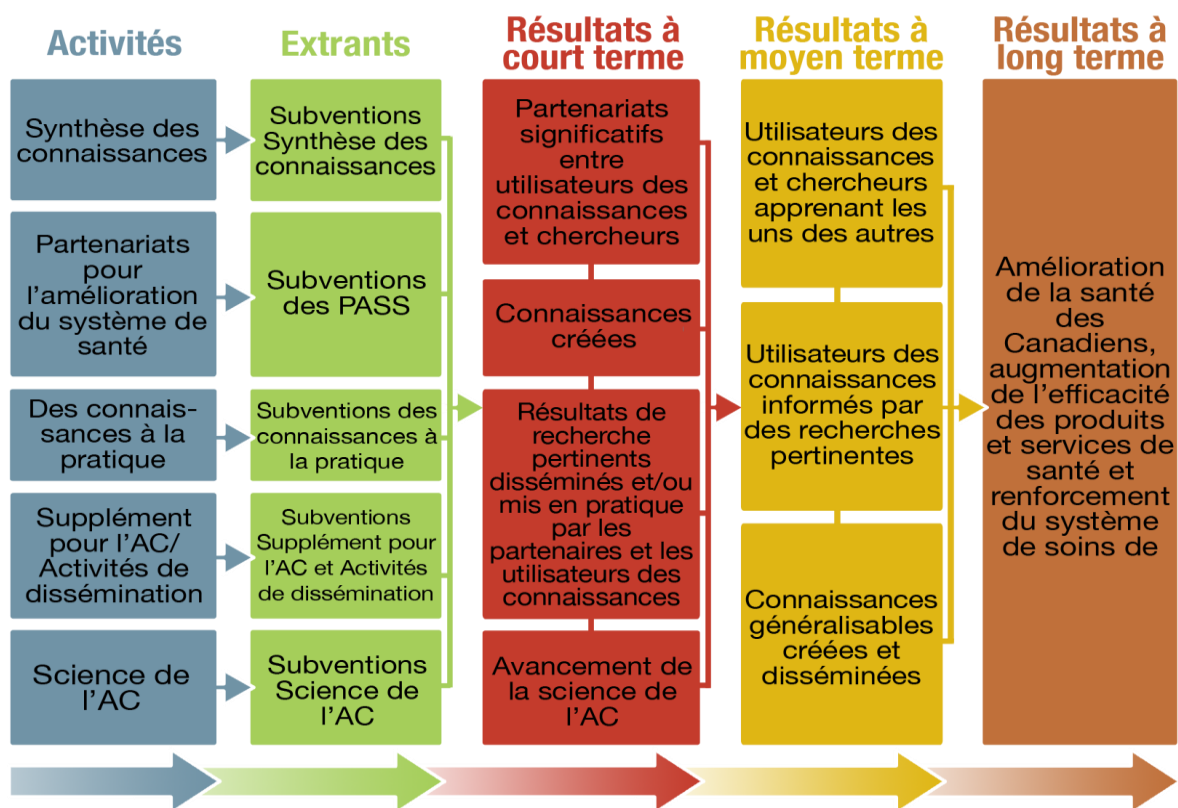 Activités
Extrants
Résultats à
court terme
Résultats à
moyen terme
Résultats à
long terme
Synthèse des
connaissances
Partenariats
pour
l'amélioration
du système de
santé
Des connais-
sances à la
pratique
Supplément
pour l'AC/
Activités de
dissémination
Science de
l'AC
Subventions
Synthèse des
connaissances
Subventions
des PASS
Subventions des
connaissances à
la pratique
Subventions
Supplément pour
l'AC et Activités
de dissémination
Subventions
Science de
l'AC
Partenariats
significatifs
entre
utilisateurs des
connaissances
et chercheurs
Connaissances
créées
Résultats de
recherche
pertinents
disséminés et/ou
mis en pratique
par les
partenaires et les
utilisateurs des
connaissances
Avancement de
la science de
l'AC
Utilisateurs des
connaissances
et chercheurs
apprenant les
uns des autres
Utilisateurs des
connaissances
informés par
des recherches
pertinentes
Connaissances
généralisables
créées et
disséminées
Amélioration
de la santé
des
Canadiens,
augmentation
de l'efficacité
des produits
et services de
santé et
renforcement
du système
de soins de